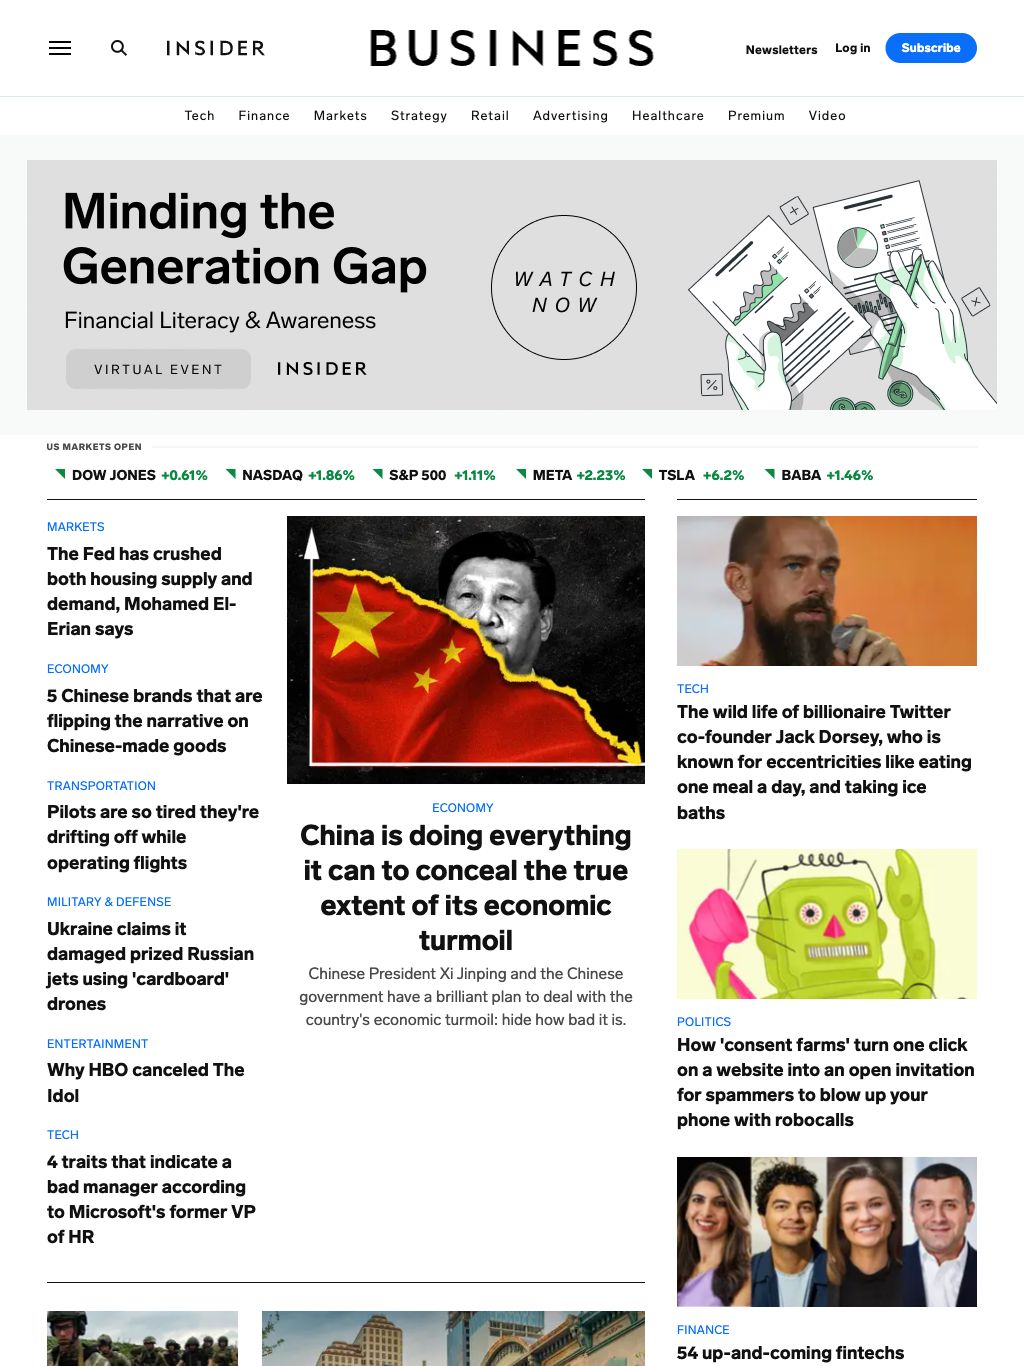 INSIDER
BUSINESS
Newsletters
Log in
Subscribe
Tech
Finance
Markets
Strategy
Retail
Advertising
Healthcare
Premium
Video
Minding the
Generation Gap
Financial Literacy & Awareness
VIRTUAL EVENT
INSIDER
WATCH
NOW
%
US MARKETS OPEN
DOW JONES +0.61%
NASDAQ +1.86%
S&P 500 +1.11%
META +2.23%
TSLA +6.2%
BABA +1.46%
MARKETS
The Fed has crushed
both housing supply and
demand, Mohamed El-
Erian says
ECONOMY
5 Chinese brands that are
flipping the narrative on
Chinese-made goods
TRANSPORTATION
Pilots are so tired they're
drifting off while
operating flights
MILITARY & DEFENSE
Ukraine claims it
damaged prized Russian
jets using 'cardboard'
drones
ENTERTAINMENT
Why HBO canceled The
Idol
TECH
4 traits that indicate a
bad manager according
to Microsoft's former VP
of HR
ECONOMY
China is doing everything
it can to conceal the true
extent of its economic
turmoil
Chinese President Xi Jinping and the Chinese
government have a brilliant plan to deal with the
country's economic turmoil: hide how bad it is.
TECH
The wild life of billionaire Twitter
co-founder Jack Dorsey, who is
known for eccentricities like eating
one meal a day, and taking ice
baths
POLITICS
How 'consent farms' turn one click
on a website into an open invitation
for spammers to blow up your
phone with robocalls
FINANCE
54 up-and-coming fintechs